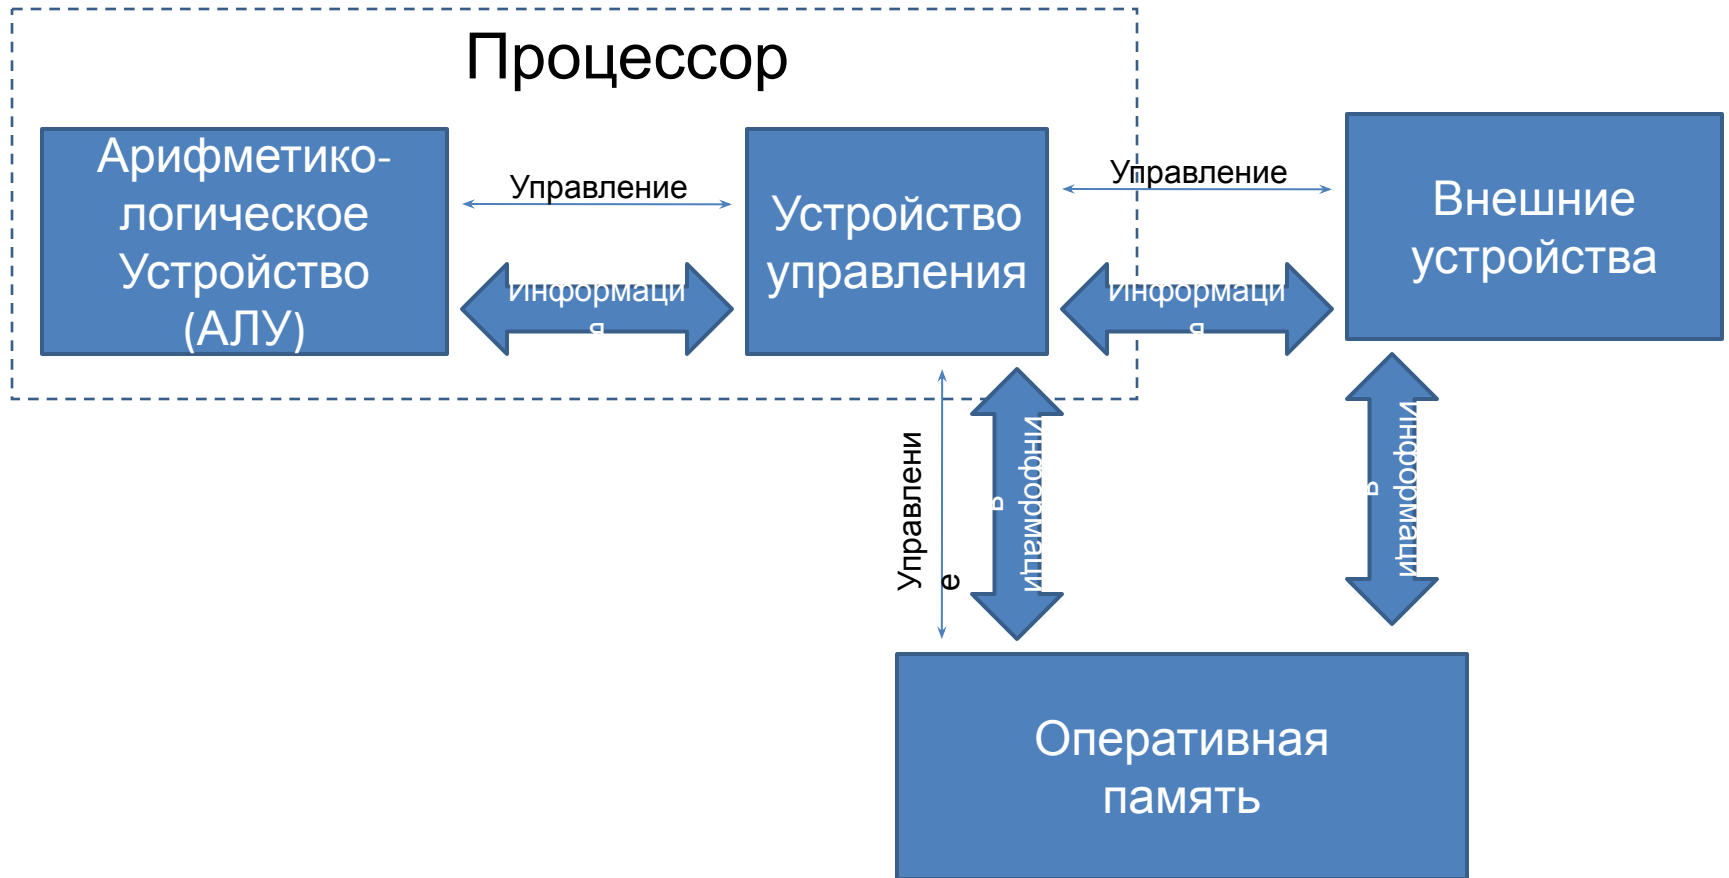 Процессор
Арифметико-
логическое
Устройство
(АЛУ)
Управление
Информаци
я
Устройство
управления
Управление
Информаци
я
Внешние
устройства
Управлени
е
Информаци
я
Информаци
я
Оперативная
память